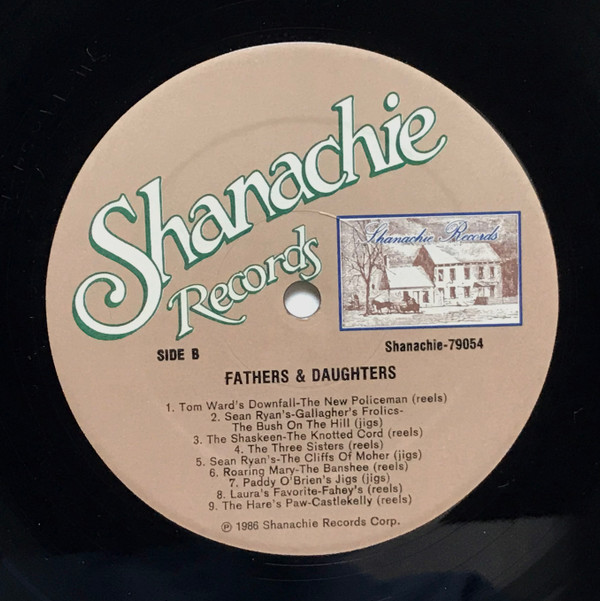 Shanachie
Records
Shanachie Records
SIDE B
Shanachie-79054
FATHERS & DAUGHTERS
1. Tom Ward's Downfall-The New Policeman (reels)
2. Sean Ryan's-Gallagher's Frolics-
The Bush On The Hill (jigs)
3. The Shaskeen-The Knotted Cord (reels)
4. The Three Sisters (reels)
5. Sean Ryan's-The Cliffs Of Moher (jigs)
6. Roaring Mary-The Banshee (reels)
7. Paddy O'Brien's Jigs (jigs)
8. Laura's Favorite-Fahey's (reels)
9. The Hare's Paw-Castlekelly (reels)
℗ 1986 Shanachie Records Corp.